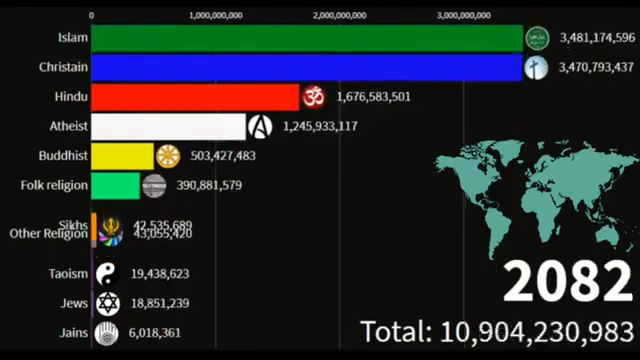 0 1,000,000,000 2,000,000,000 3,000,000,000
Islam 3,481,174,596
Christain 3,470,793,437
Hindu 1,676,583,501
Atheist 1,245,933,117
Buddhist 503,427,483
Folk religion 390,881,579
Sikhs 42,535,689
Other Religion 43,055,420
Taoism 19,438,623
Jews 18,851,239
Jains 6,018,361
2082
Total: 10,904,230,983